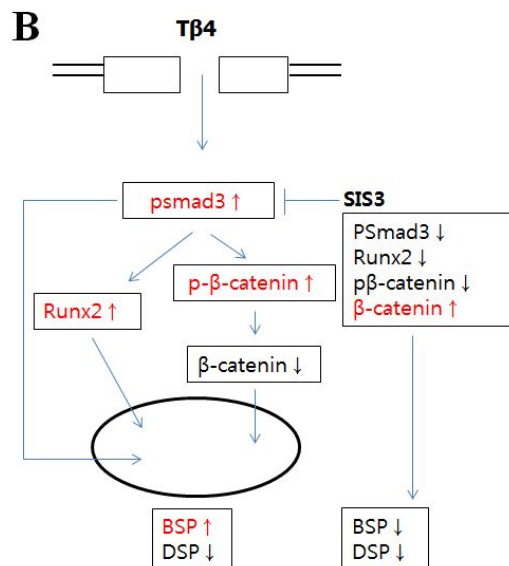 B
Tβ4
psmad3 ↑
SIS3
PSmad3 ↓
Runx2 ↓
pβ-catenin ↓
β-catenin ↑
p-β-catenin ↑
Runx2 ↑
β-catenin ↓
BSP ↑
DSP ↓
BSP ↓
DSP ↓